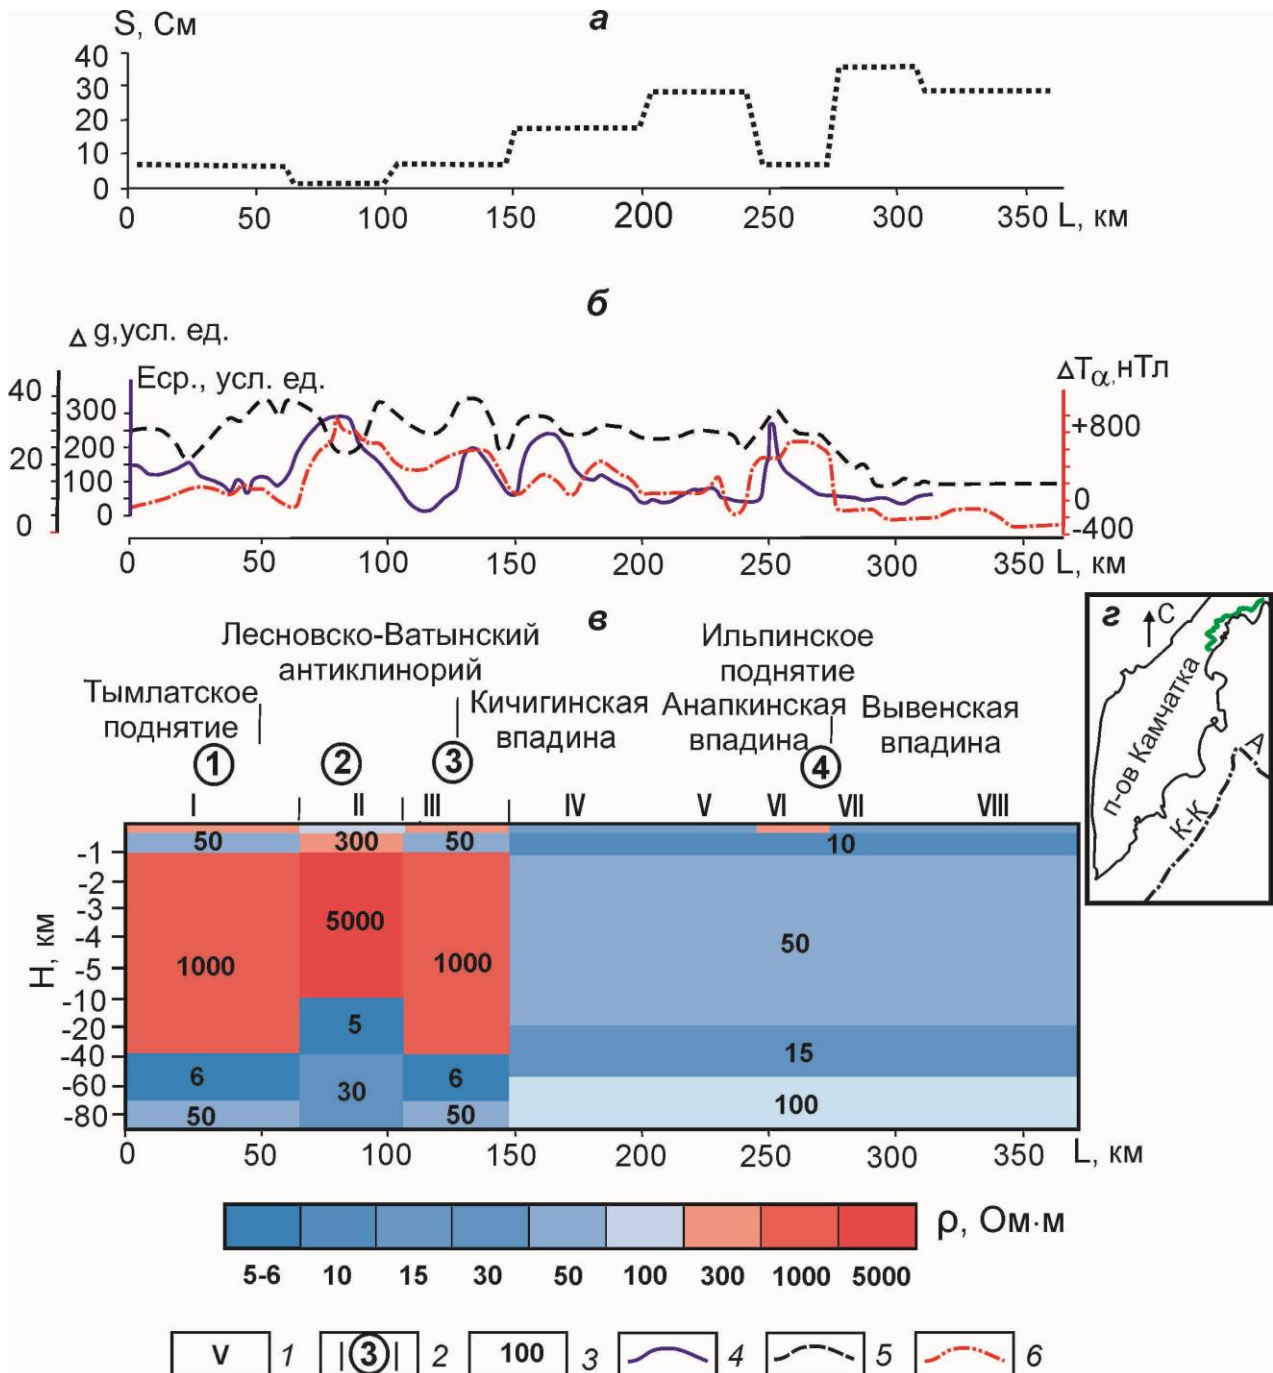 S, См
а
40
30
20
10
0
0 50 100 150 200 250 300 350 L, км
б
Δ g,усл. ед.
Eср., усл. ед.
ΔTα, нТл
40
20
0
300
200
100
0
+800
0
-400
0 50 100 150 200 250 300 350 L, км
в
Лесновско-Ватынский
антиклинорий
Ильпинское
поднятие
Тымлатское
поднятие
Кичигинская
впадина
Анапкинская
впадина
Вывенская
впадина
1 2 3 4
I II III IV V VI VII VIII
H, км
-1
-2
-3
-4
-5
-10
-20
-40
-60
-80
50 300 50 10
5000
1000 1000 50
5
15
6 30 6
100
50 50
0 50 100 150 200 250 300 350 L, км
г
С
п-ов Камчатка
К-К
А
ρ, Ом·м
5-6 10 15 30 50 100 300 1000 5000
V 1 |3| 2 100 3 4 5 6